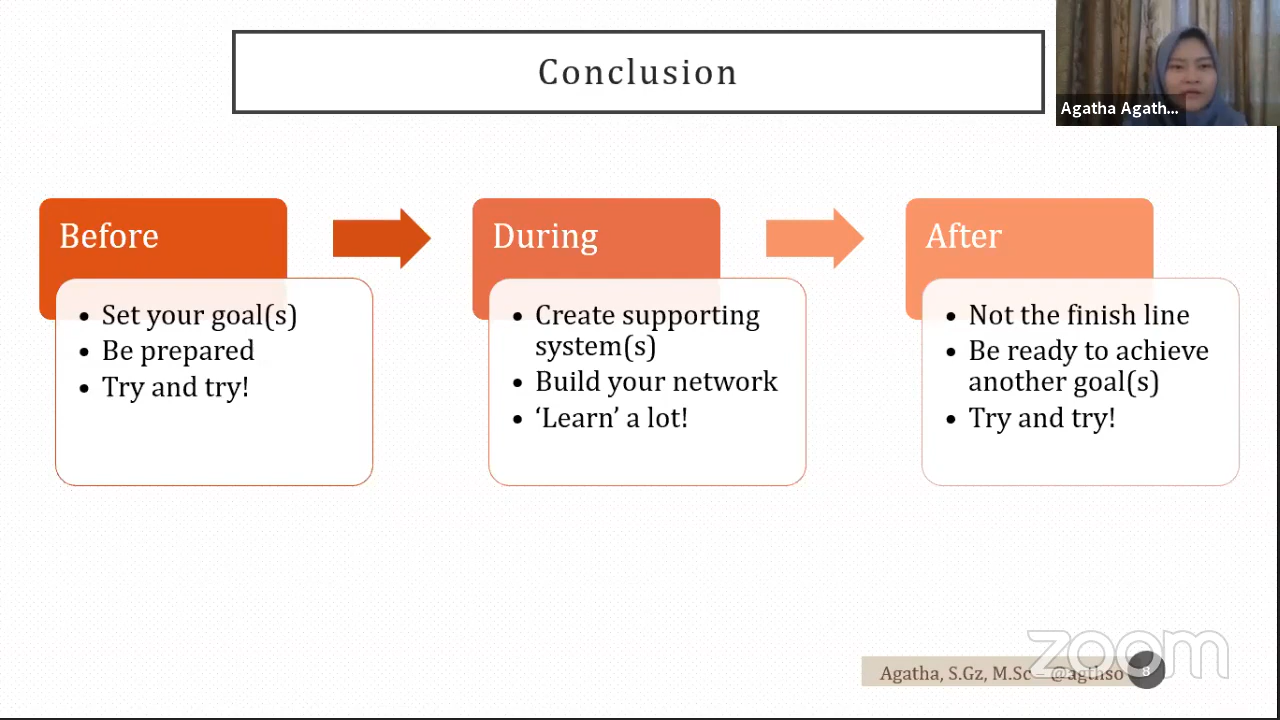 Conclusion
Agatha Agath...
Before
• Set your goal(s)
• Be prepared
• Try and try!
During
• Create supporting
system(s)
• Build your network
• ‘Learn’ a lot!
After
• Not the finish line
• Be ready to achieve
another goal(s)
• Try and try!
zoom
Agatha, S.Gz, M.Sc – @agthso
8